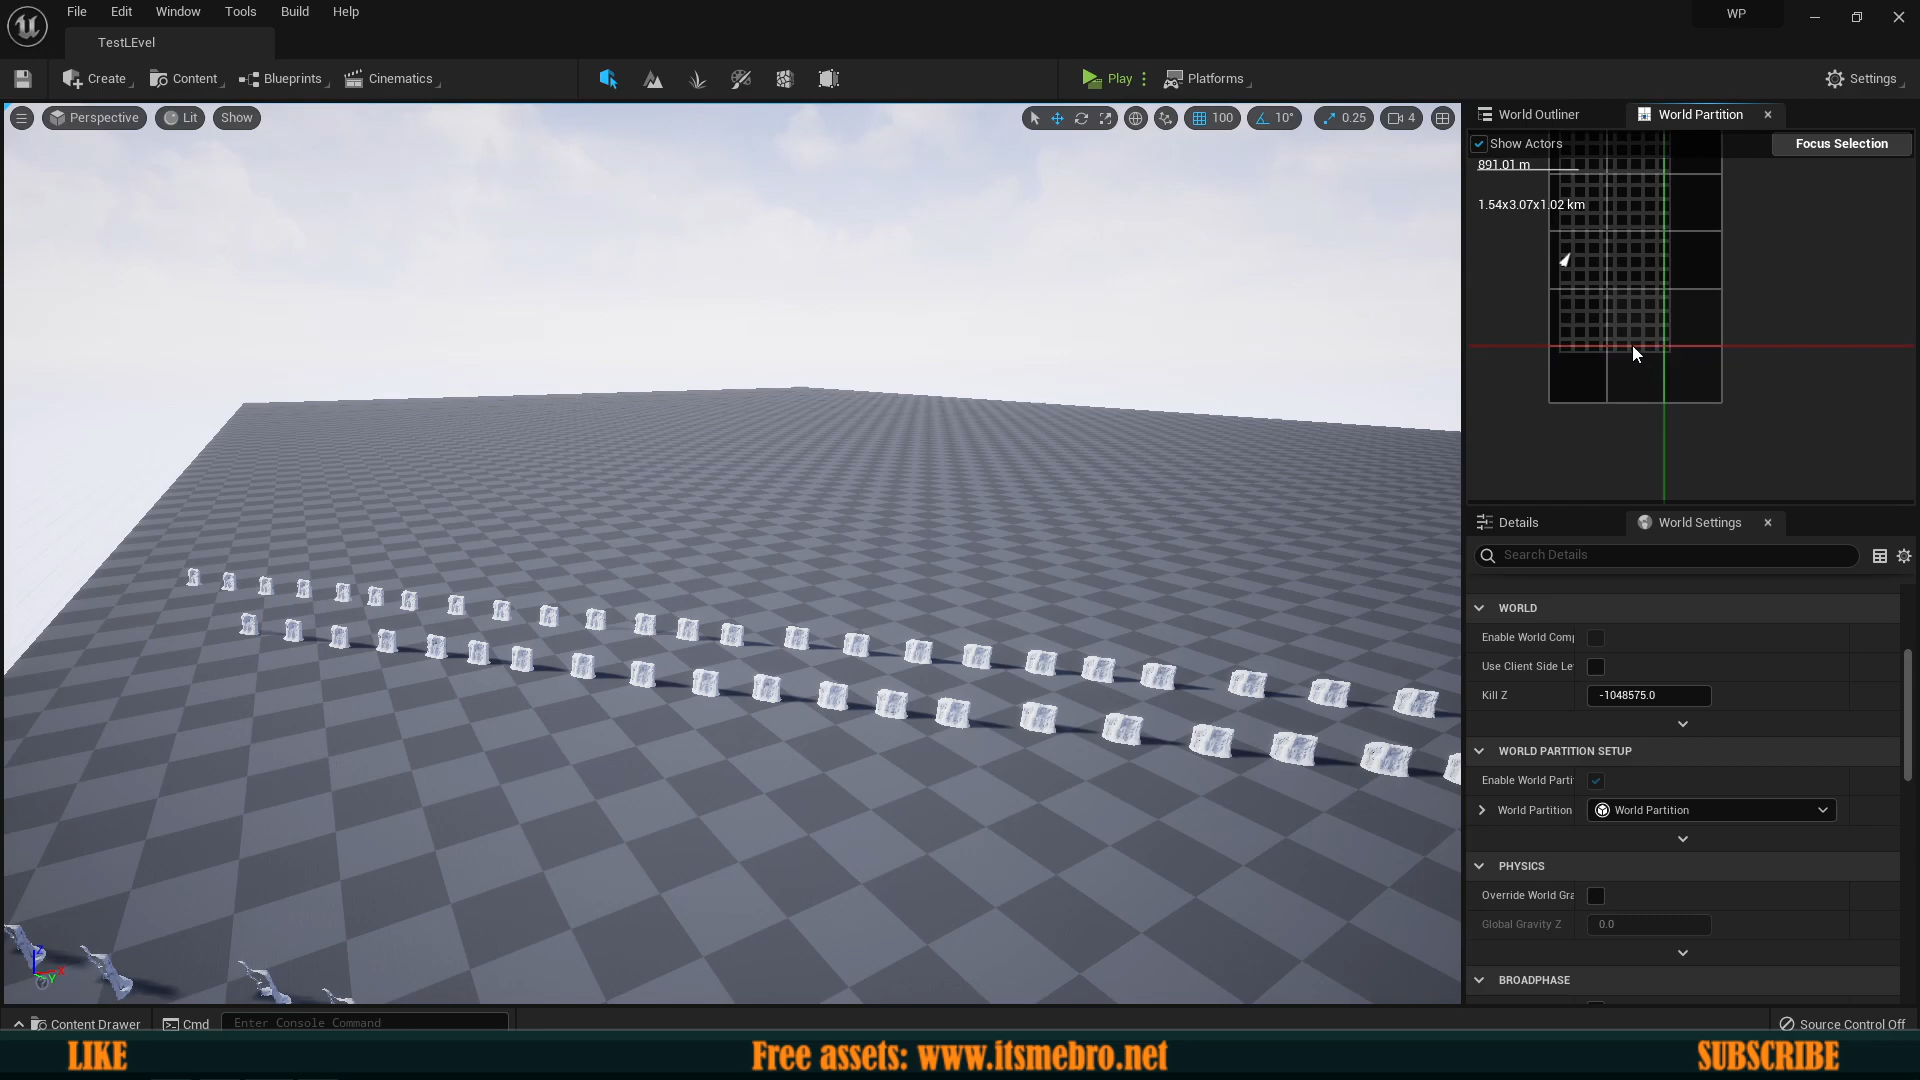 File Edit Window Tools Build Help
WP
TestLEvel
Create Content Blueprints Cinematics Play Platforms Settings
Perspective Lit Show 100 10° 0.25 4
World Outliner World Partition
Show Actors Focus Selection
891.01 m
1.54x3.07x1.02 km
Details World Settings
Search Details
WORLD
Enable World Comp
Use Client Side Le
Kill Z -1048575.0
WORLD PARTITION SETUP
Enable World Parti
World Partition World Partition
PHYSICS
Override World Gra
Global Gravity Z 0.0
BROADPHASE
Z
X
Y
Content Drawer Cmd Enter Console Command Source Control Off
LIKE Free assets: www.itsmebro.net SUBSCRIBE